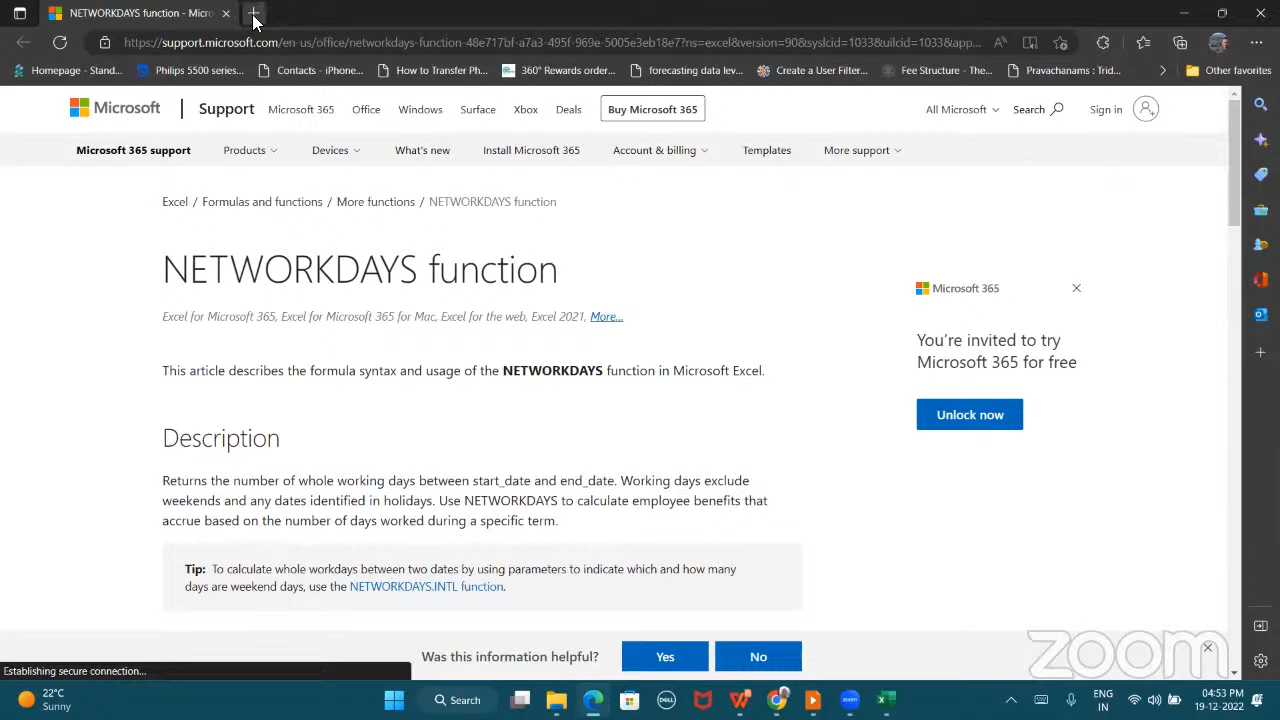 NETWORKDAYS function - Micro
https://support.microsoft.com/en-us/office/networkdays-function-48e717bf-a7a3-495f-969e-5005e3eb18e7?ns=excel&version=90&syslcid=1033&uilcid=1033&app...
Homepage - Stand...
Philips 5500 series...
Contacts - iPhone...
How to Transfer Ph...
360° Rewards order...
forecasting data lev...
Create a User Filter...
Fee Structure - The...
Pravachanams : Trid...
Other favorites
Microsoft
Support
Microsoft 365
Office
Windows
Surface
Xbox
Deals
Buy Microsoft 365
All Microsoft
Search
Sign in
Microsoft 365 support
Products
Devices
What's new
Install Microsoft 365
Account & billing
Templates
More support
Excel / Formulas and functions / More functions / NETWORKDAYS function
NETWORKDAYS function
Excel for Microsoft 365, Excel for Microsoft 365 for Mac, Excel for the web, Excel 2021, More...
Microsoft 365
You're invited to try
Microsoft 365 for free
Unlock now
This article describes the formula syntax and usage of the NETWORKDAYS function in Microsoft Excel.
Description
Returns the number of whole working days between start_date and end_date. Working days exclude
weekends and any dates identified in holidays. Use NETWORKDAYS to calculate employee benefits that
accrue based on the number of days worked during a specific term.
Tip: To calculate whole workdays between two dates by using parameters to indicate which and how many
days are weekend days, use the NETWORKDAYS.INTL function.
Was this information helpful?
Yes
No
zoom
Establishing secure connection...
22°C
Sunny
Search
DELL
zoom
ENG
IN
04:53 PM
19-12-2022